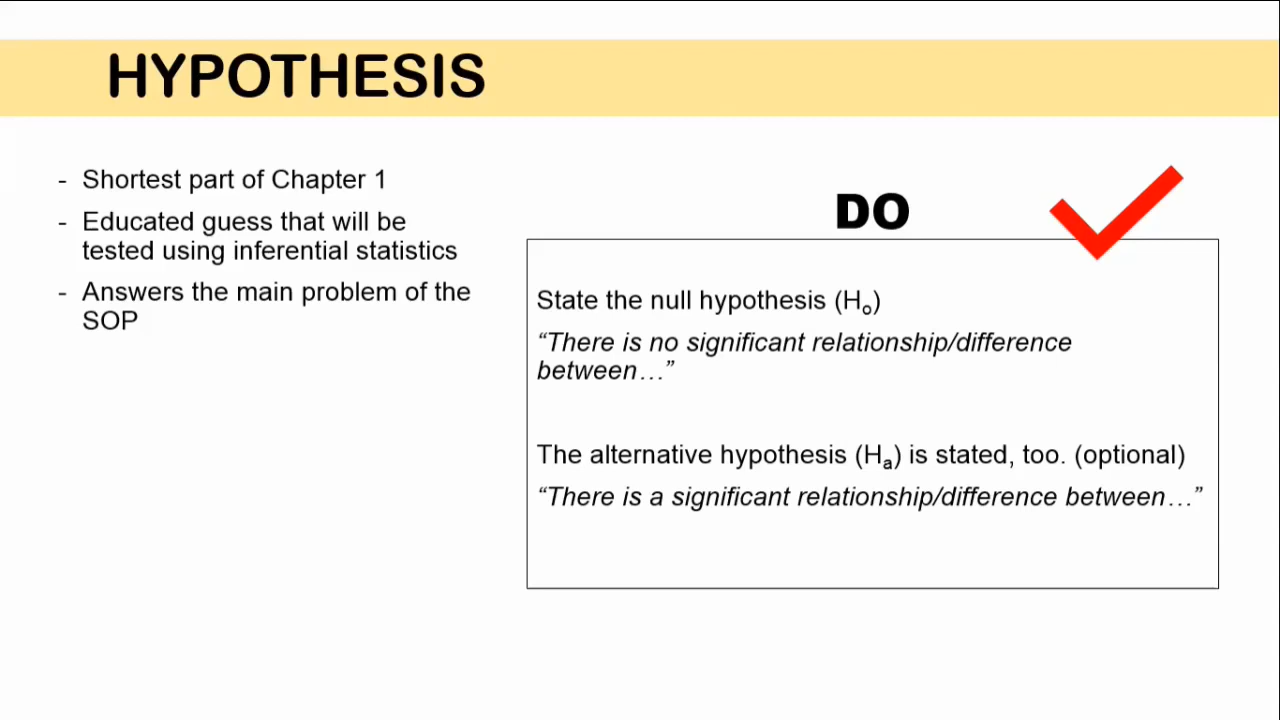 HYPOTHESIS
- Shortest part of Chapter 1
- Educated guess that will be
tested using inferential statistics
- Answers the main problem of the
SOP
DO
State the null hypothesis (Ho)
“There is no significant relationship/difference
between…”
The alternative hypothesis (Ha) is stated, too. (optional)
“There is a significant relationship/difference between…”